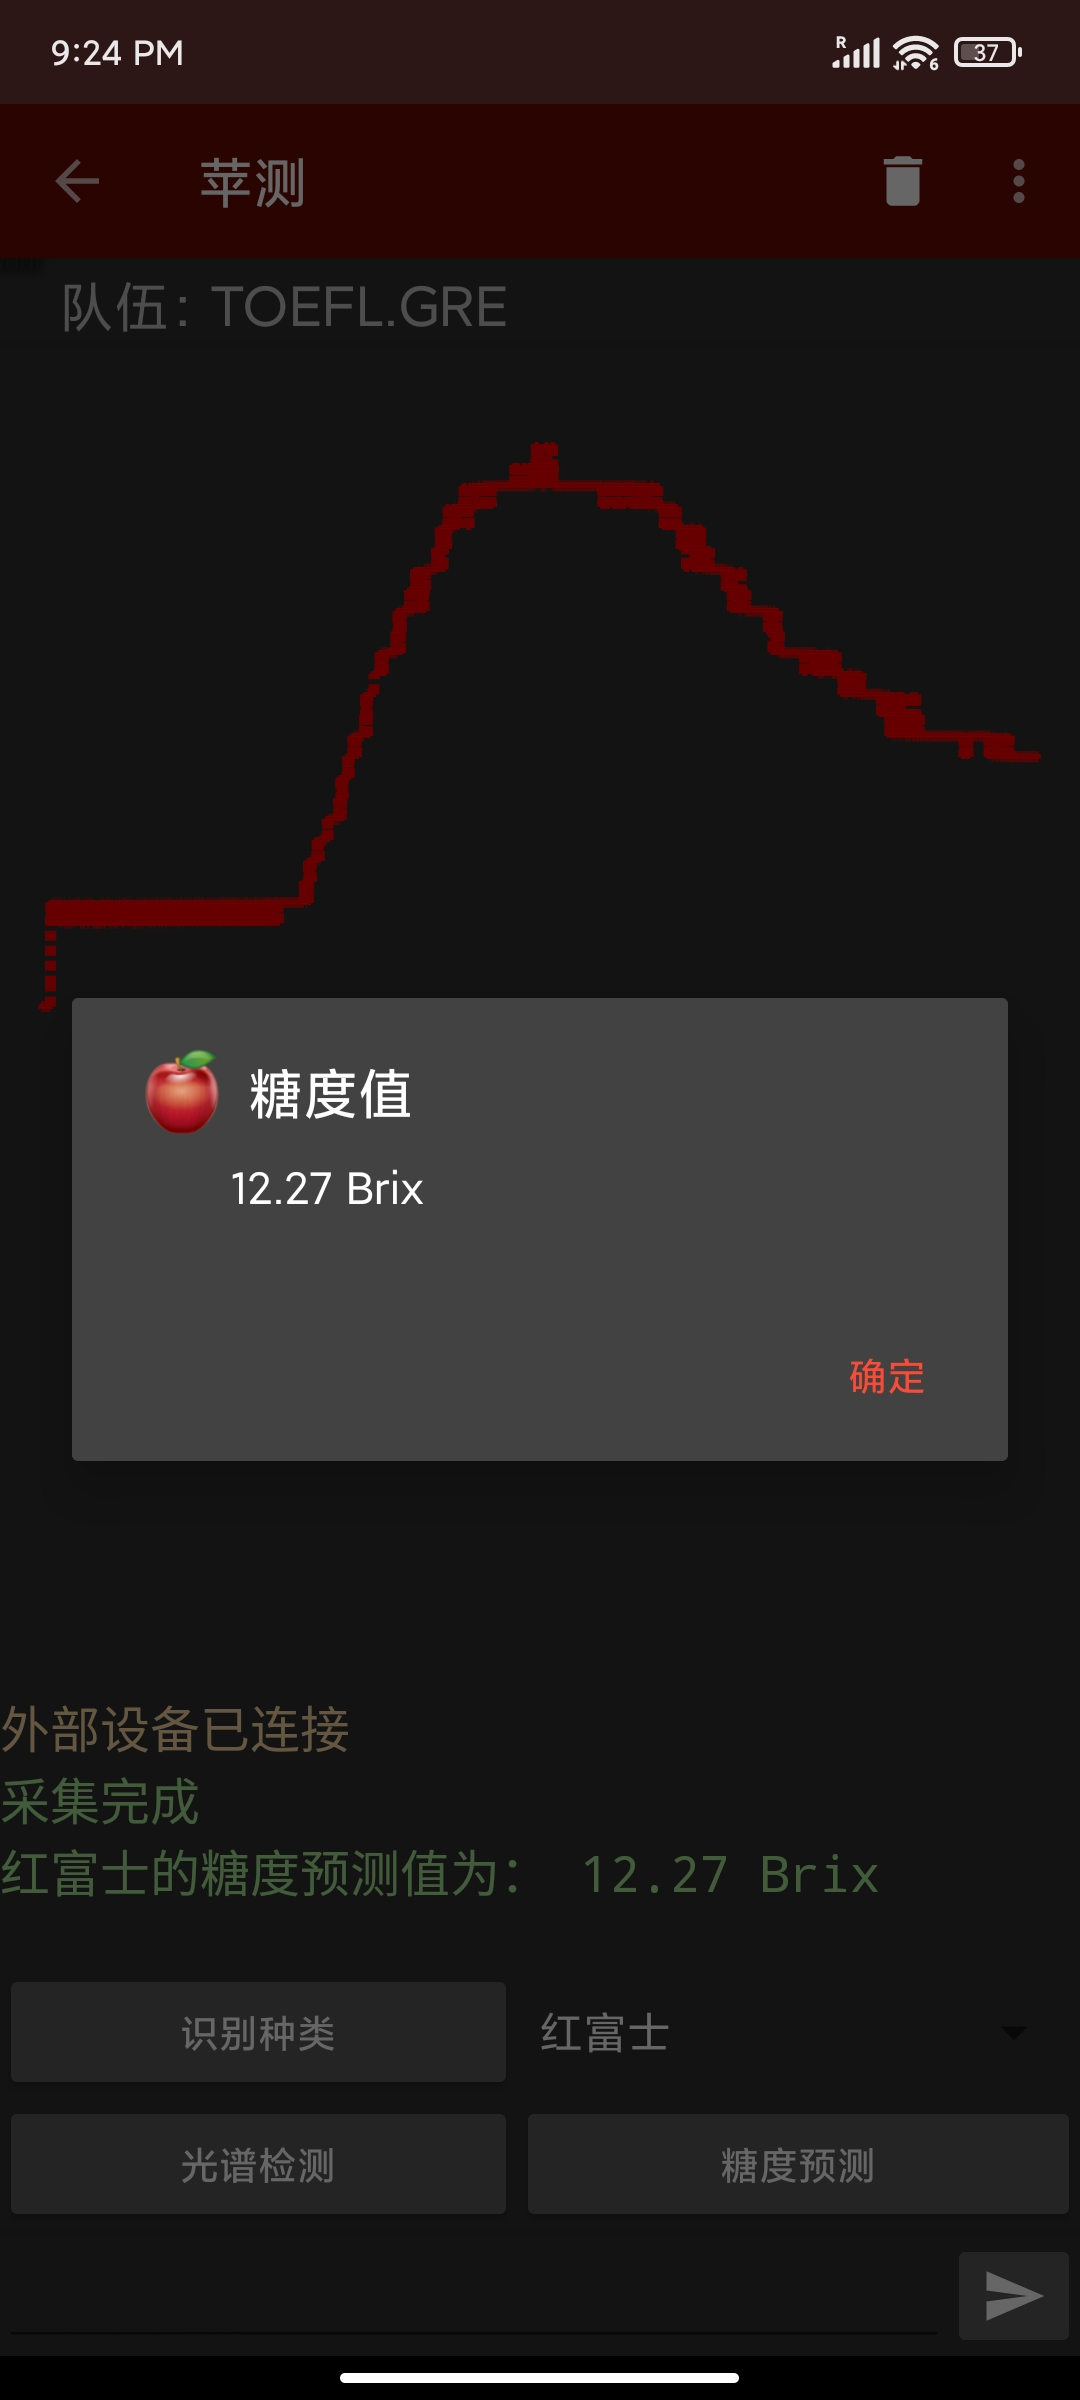 9:24 PM
R
6
37
苹测
队伍: TOEFL.GRE
糖度值
12.27 Brix
确定
外部设备已连接
采集完成
红富士的糖度预测值为： 12.27 Brix
识别种类
红富士
光谱检测
糖度预测